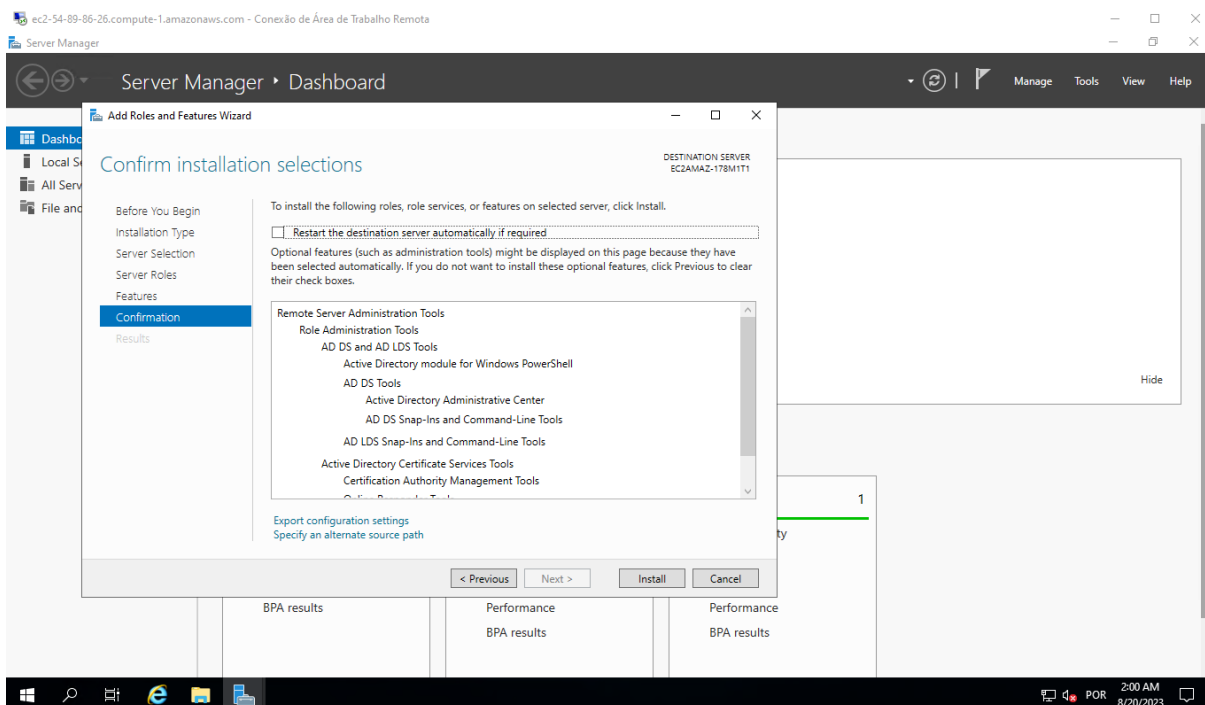 ec2-54-89-86-26.compute-1.amazonaws.com - Conexão de Área de Trabalho Remota
Server Manager
Server Manager • Dashboard
Manage Tools View Help
Add Roles and Features Wizard
Confirm installation selections
DESTINATION SERVER
EC2AMAZ-178M1T1
Before You Begin
Installation Type
Server Selection
Server Roles
Features
Confirmation
Results
To install the following roles, role services, or features on selected server, click Install.
Restart the destination server automatically if required
Optional features (such as administration tools) might be displayed on this page because they have
been selected automatically. If you do not want to install these optional features, click Previous to clear
their check boxes.
Remote Server Administration Tools
Role Administration Tools
AD DS and AD LDS Tools
Active Directory module for Windows PowerShell
AD DS Tools
Active Directory Administrative Center
AD DS Snap-Ins and Command-Line Tools
AD LDS Snap-Ins and Command-Line Tools
Active Directory Certificate Services Tools
Certification Authority Management Tools
Export configuration settings
Specify an alternate source path
< Previous Next > Install Cancel
Dashbo
Local Se
All Serv
File and
Hide
1
ty
BPA results
Performance
BPA results
Performance
BPA results
POR
2:00 AM
8/20/2023